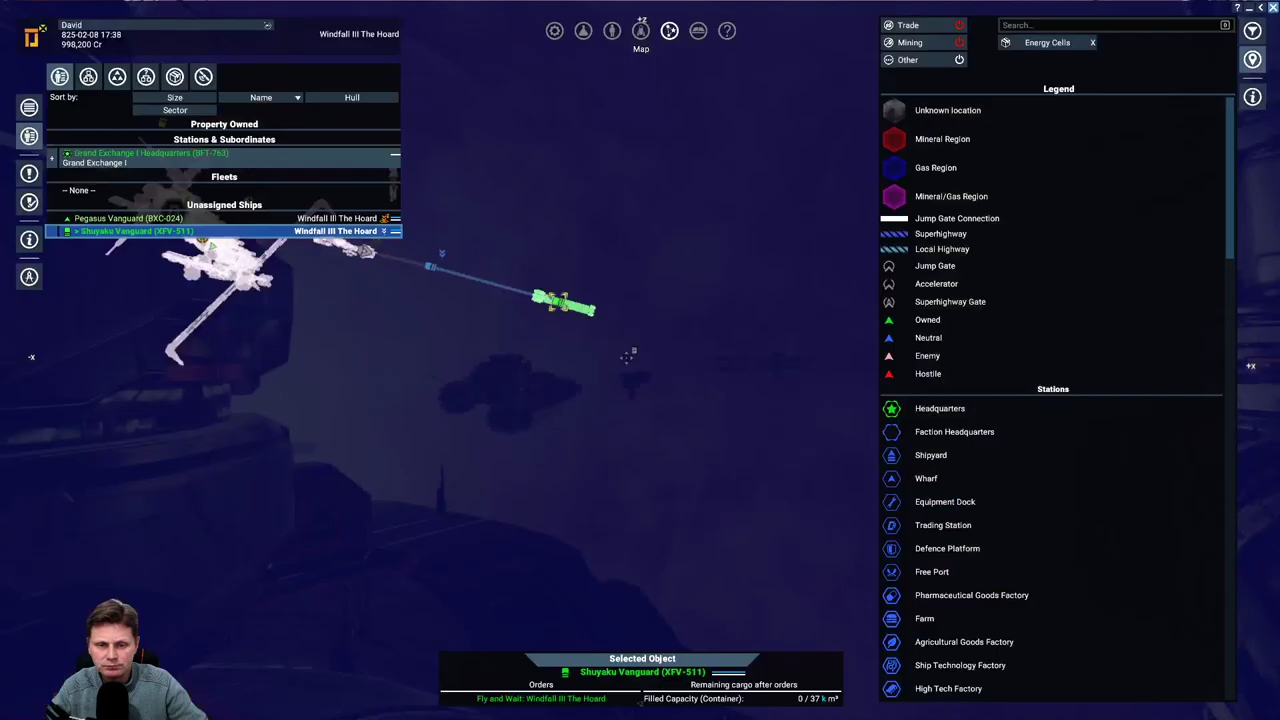 David
825-02-08 17:38
998,200 Cr
Windfall III The Hoard
Sort by:
Size
Name
Hull
Sector
Property Owned
Stations & Subordinates
Grand Exchange I Headquarters (BFT-763)
Grand Exchange I
Fleets
-- None --
Unassigned Ships
Pegasus Vanguard (BXC-024) Windfall III The Hoard
> Shuyaku Vanguard (XFV-511) Windfall III The Hoard
+Z
Map
-X
+X
Selected Object
Shuyaku Vanguard (XFV-511)
Orders
Remaining cargo after orders
Fly and Wait: Windfall III The Hoard
Filled Capacity (Container): 0 / 37 k m³
Trade
Mining
Other
Search...
Energy Cells X
Legend
Unknown location
Mineral Region
Gas Region
Mineral/Gas Region
Jump Gate Connection
Superhighway
Local Highway
Jump Gate
Accelerator
Superhighway Gate
Owned
Neutral
Enemy
Hostile
Stations
Headquarters
Faction Headquarters
Shipyard
Wharf
Equipment Dock
Trading Station
Defence Platform
Free Port
Pharmaceutical Goods Factory
Farm
Agricultural Goods Factory
Ship Technology Factory
High Tech Factory